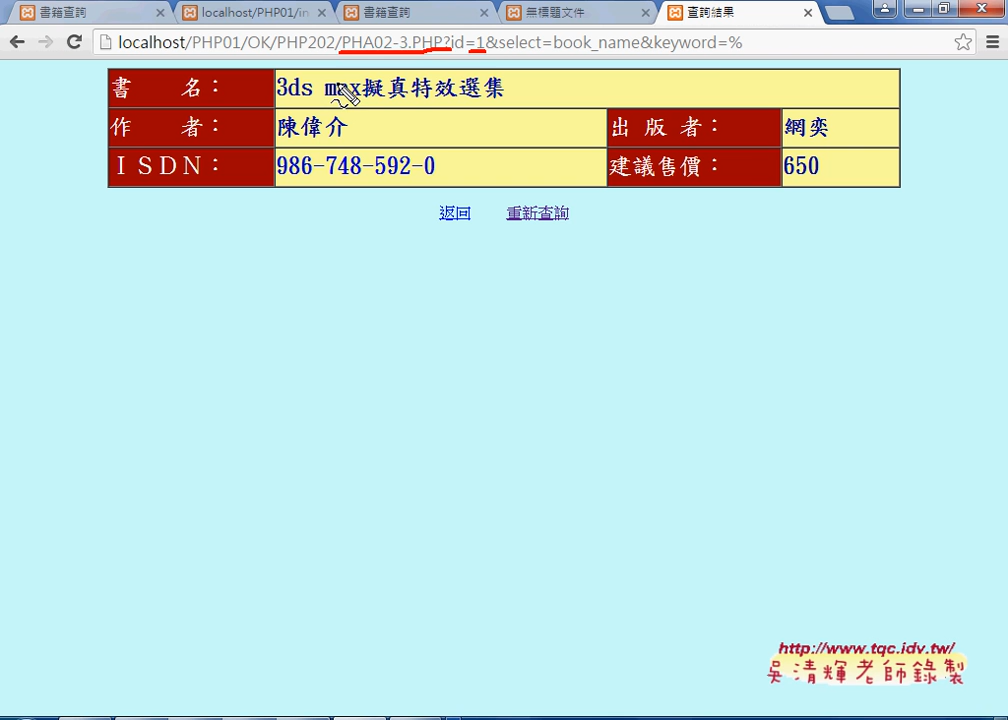 書籍查詢
localhost/PHP01/in
書籍查詢
無標題文件
查詢結果
localhost/PHP01/OK/PHP202/PHA02-3.PHP?id=1&select=book_name&keyword=%
書　　名：　3ds max擬真特效選集
作　　者：　陳偉介　出 版 者：　網奕
ＩＳＤＮ：　986-748-592-0　建議售價：　650
返回　重新查詢
http://www.tqc.idv.tw/
吳清輝老師錄製